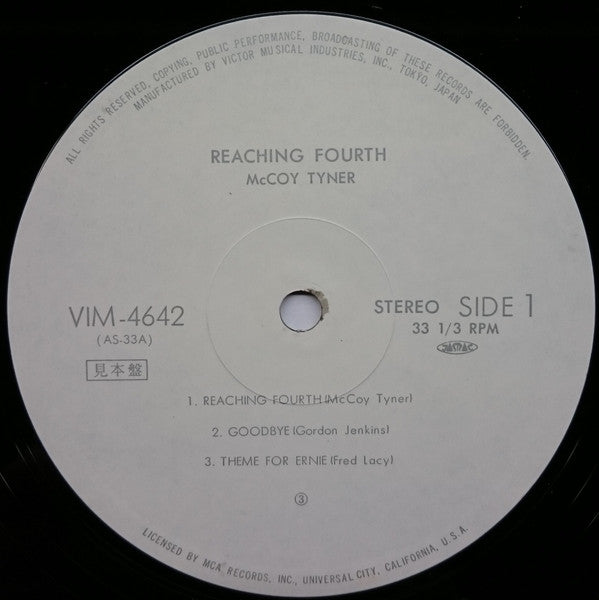 ALL RIGHTS RESERVED, COPYING, PUBLIC PERFORMANCE, BROADCASTING OF THESE RECORDS ARE FORBIDDEN.
MANUFACTURED BY VICTOR MUSICAL INDUSTRIES, INC., TOKYO, JAPAN
REACHING FOURTH
McCOY TYNER
VIM-4642
(AS-33A)
見本盤
STEREO SIDE 1
33 1/3 RPM
JASRAC
1. REACHING FOURTH(McCoy Tyner)
2. GOODBYE(Gordon Jenkins)
3. THEME FOR ERNIE(Fred Lacy)
③
LICENSED BY MCA RECORDS, INC., UNIVERSAL CITY, CALIFORNIA, U.S.A.